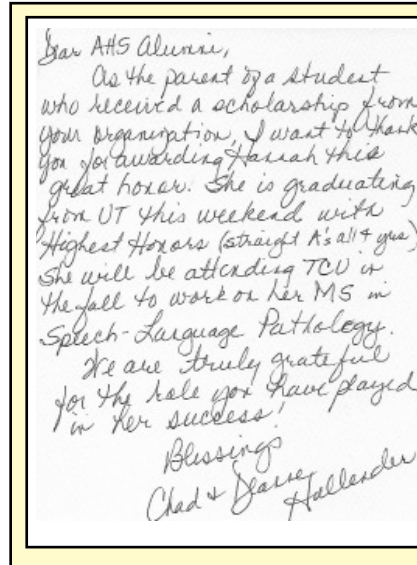 Dear AHS Alumni,
As the parent of a student
who received a scholarship from
your organization, I want to thank
you for awarding Hannah this
great honor. She is graduating
from UT this weekend with
Highest Honors (straight A's all 4 yrs)
She will be attending TCU in
the fall to work on her MS in
Speech-Language Pathology.
We are truly grateful
for the role you have played
in her success!
Blessings
Chad &
Hallender